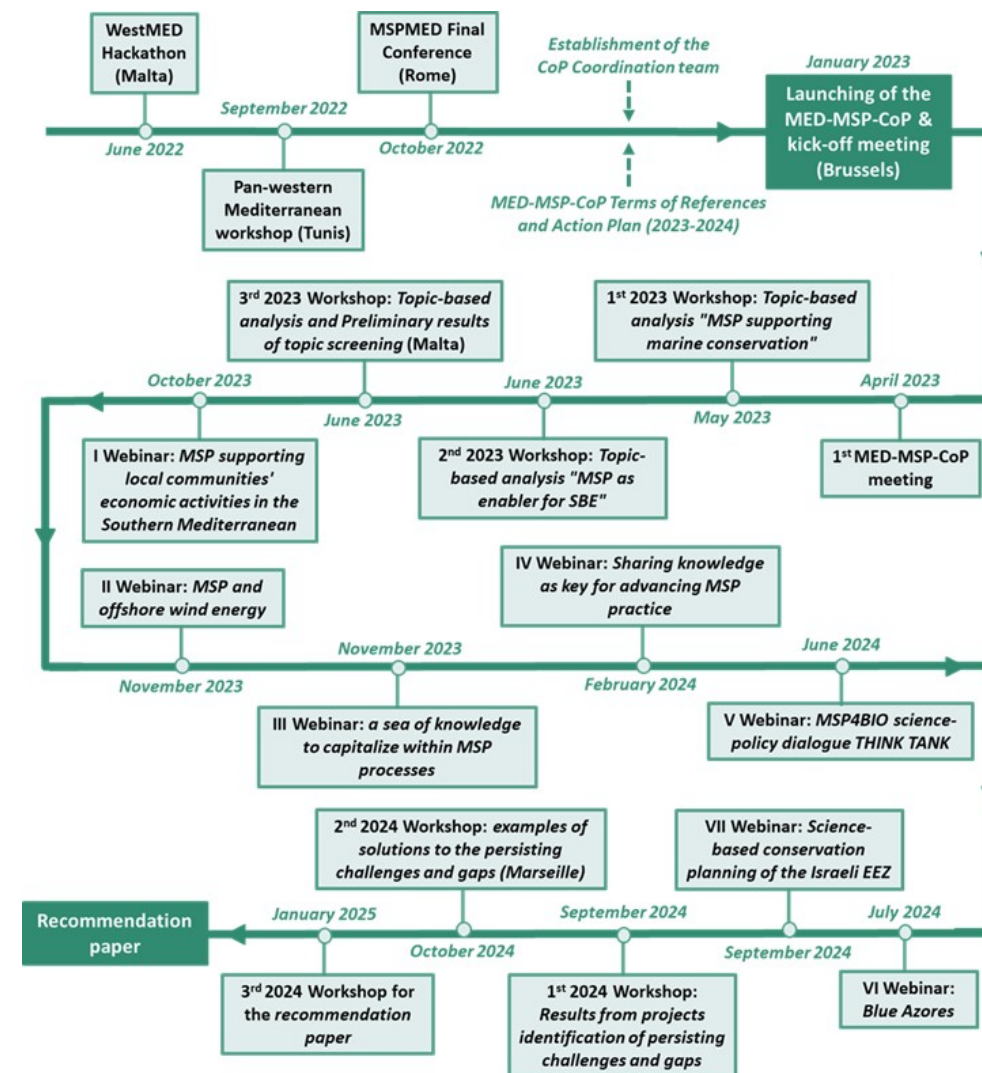 WestMED
Hackathon
(Malta)
June 2022
September 2022
Pan-western
Mediterranean
workshop (Tunis)
MSPMED Final
Conference
(Rome)
October 2022
Establishment of the
CoP Coordination team
MED-MSP-CoP Terms of References
and Action Plan (2023-2024)
January 2023
Launching of the
MED-MSP-CoP &
kick-off meeting
(Brussels)
April 2023
1st MED-MSP-CoP
meeting
1st 2023 Workshop: Topic-based
analysis "MSP supporting
marine conservation"
May 2023
June 2023
2nd 2023 Workshop: Topic-
based analysis "MSP as
enabler for SBE"
3rd 2023 Workshop: Topic-based
analysis and Preliminary results
of topic screening (Malta)
June 2023
October 2023
I Webinar: MSP supporting
local communities'
economic activities in the
Southern Mediterranean
II Webinar: MSP and
offshore wind energy
November 2023
November 2023
III Webinar: a sea of knowledge
to capitalize within MSP
processes
IV Webinar: Sharing knowledge
as key for advancing MSP
practice
February 2024
June 2024
V Webinar: MSP4BIO science-
policy dialogue THINK TANK
July 2024
VI Webinar:
Blue Azores
VII Webinar: Science-
based conservation
planning of the Israeli EEZ
September 2024
September 2024
1st 2024 Workshop:
Results from projects
identification of persisting
challenges and gaps
2nd 2024 Workshop: examples of
solutions to the persisting
challenges and gaps (Marseille)
October 2024
January 2025
3rd 2024 Workshop for
the recommendation
paper
Recommendation
paper